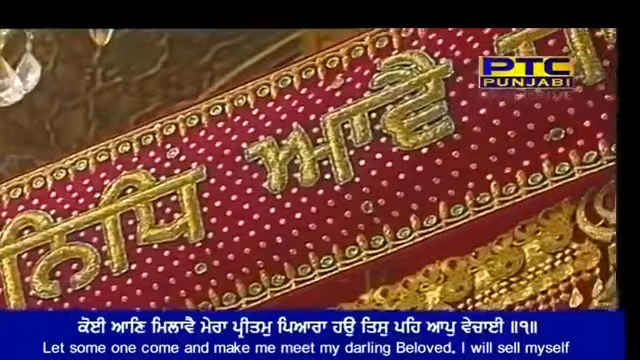 PTC
PUNJABI
ਨਿਧਿ ਆਵੈ
ਕੋਈ ਆਣਿ ਮਿਲਾਵੈ ਮੇਰਾ ਪ੍ਰੀਤਮੁ ਪਿਆਰਾ ਹਉ ਤਿਸੁ ਪਹਿ ਆਪੁ ਵੇਚਾਈ ॥੧॥
Let some one come and make me meet my darling Beloved, I will sell myself